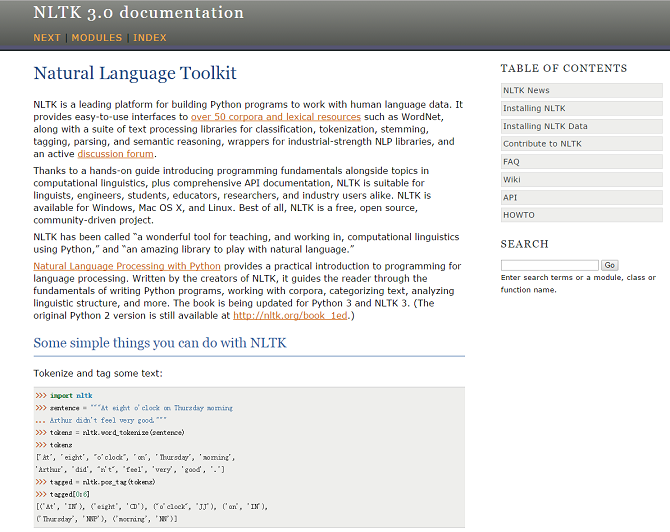 NLTK 3.0 documentation
NEXT | MODULES | INDEX
Natural Language Toolkit
NLTK is a leading platform for building Python programs to work with human language data. It
provides easy-to-use interfaces to over 50 corpora and lexical resources such as WordNet,
along with a suite of text processing libraries for classification, tokenization, stemming,
tagging, parsing, and semantic reasoning, wrappers for industrial-strength NLP libraries, and
an active discussion forum.
Thanks to a hands-on guide introducing programming fundamentals alongside topics in
computational linguistics, plus comprehensive API documentation, NLTK is suitable for
linguists, engineers, students, educators, researchers, and industry users alike. NLTK is
available for Windows, Mac OS X, and Linux. Best of all, NLTK is a free, open source,
community-driven project.
NLTK has been called “a wonderful tool for teaching, and working in, computational linguistics
using Python,” and “an amazing library to play with natural language.”
Natural Language Processing with Python provides a practical introduction to programming for
language processing. Written by the creators of NLTK, it guides the reader through the
fundamentals of writing Python programs, working with corpora, categorizing text, analyzing
linguistic structure, and more. The book is being updated for Python 3 and NLTK 3. (The
original Python 2 version is still available at http://nltk.org/book_1ed.)
Some simple things you can do with NLTK
Tokenize and tag some text:
>>> import nltk
>>> sentence = """At eight o'clock on Thursday morning
... Arthur didn't feel very good."""
>>> tokens = nltk.word_tokenize(sentence)
>>> tokens
['At', 'eight', "o'clock", 'on', 'Thursday', 'morning',
'Arthur', 'did', "n't", 'feel', 'very', 'good', '.']
>>> tagged = nltk.pos_tag(tokens)
>>> tagged[0:6]
[('At', 'IN'), ('eight', 'CD'), ("o'clock", 'JJ'), ('on', 'IN'),
('Thursday', 'NNP'), ('morning', 'NN')]
TABLE OF CONTENTS
NLTK News
Installing NLTK
Installing NLTK Data
Contribute to NLTK
FAQ
Wiki
API
HOWTO
SEARCH
Go
Enter search terms or a module, class or
function name.